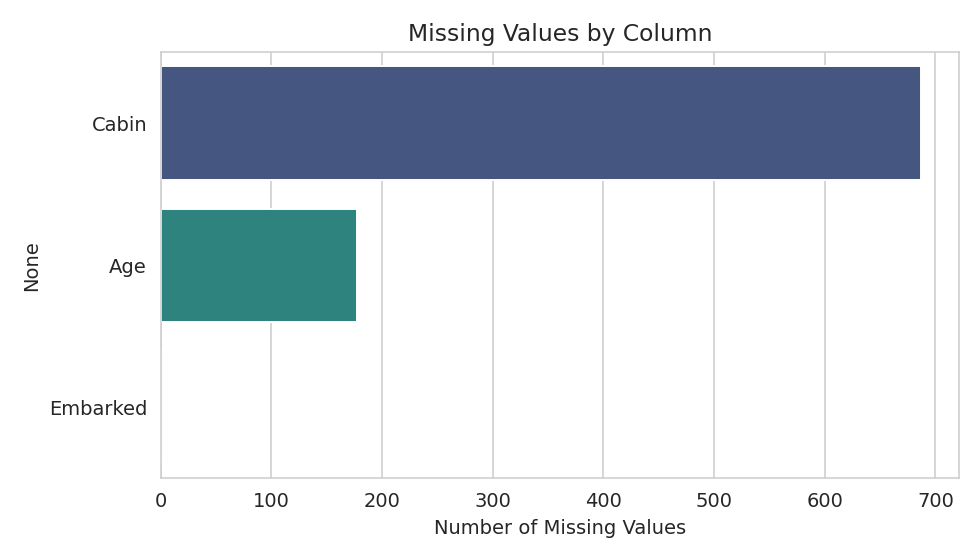 Missing Values by Column
Cabin
Age
Embarked
None
0 100 200 300 400 500 600 700
Number of Missing Values